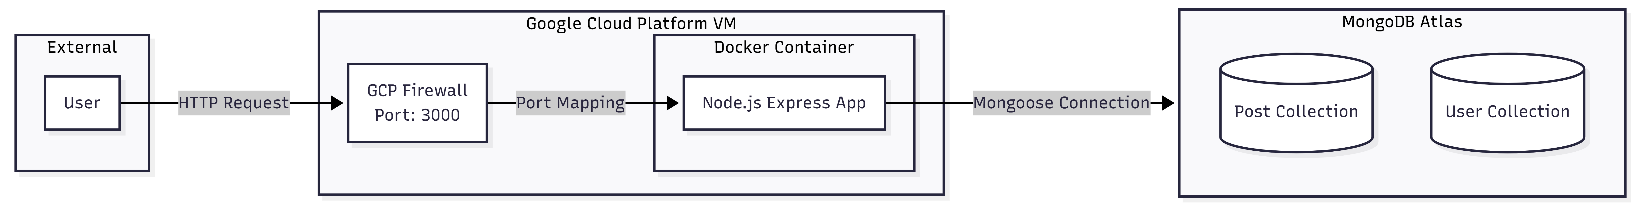 External
User
HTTP Request
Google Cloud Platform VM
GCP Firewall
Port: 3000
Port Mapping
Docker Container
Node.js Express App
Mongoose Connection
MongoDB Atlas
Post Collection
User Collection